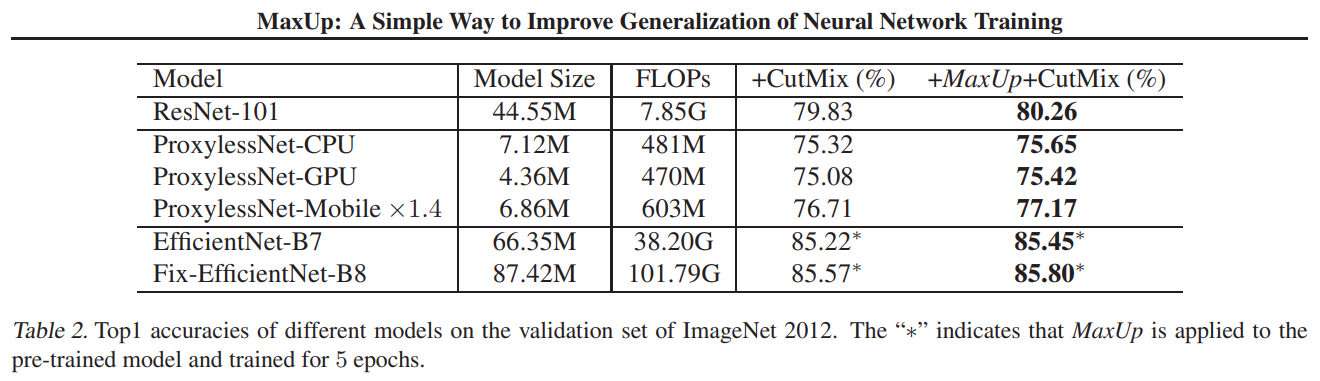 MaxUp: A Simple Way to Improve Generalization of Neural Network Training
Model Model Size FLOPs +CutMix (%) +MaxUp+CutMix (%)
ResNet-101 44.55M 7.85G 79.83 80.26
ProxylessNet-CPU 7.12M 481M 75.32 75.65
ProxylessNet-GPU 4.36M 470M 75.08 75.42
ProxylessNet-Mobile ×1.4 6.86M 603M 76.71 77.17
EfficientNet-B7 66.35M 38.20G 85.22* 85.45*
Fix-EfficientNet-B8 87.42M 101.79G 85.57* 85.80*
Table 2. Top1 accuracies of different models on the validation set of ImageNet 2012. The “*” indicates that MaxUp is applied to the
pre-trained model and trained for 5 epochs.